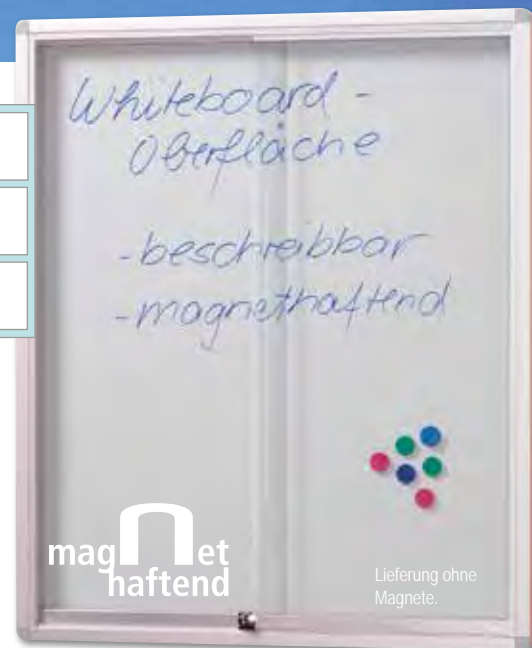 Whiteboard -
Oberfläche
- beschreibbar
- magnethaftend
magnet
haftend
Lieferung ohne
Magnete.